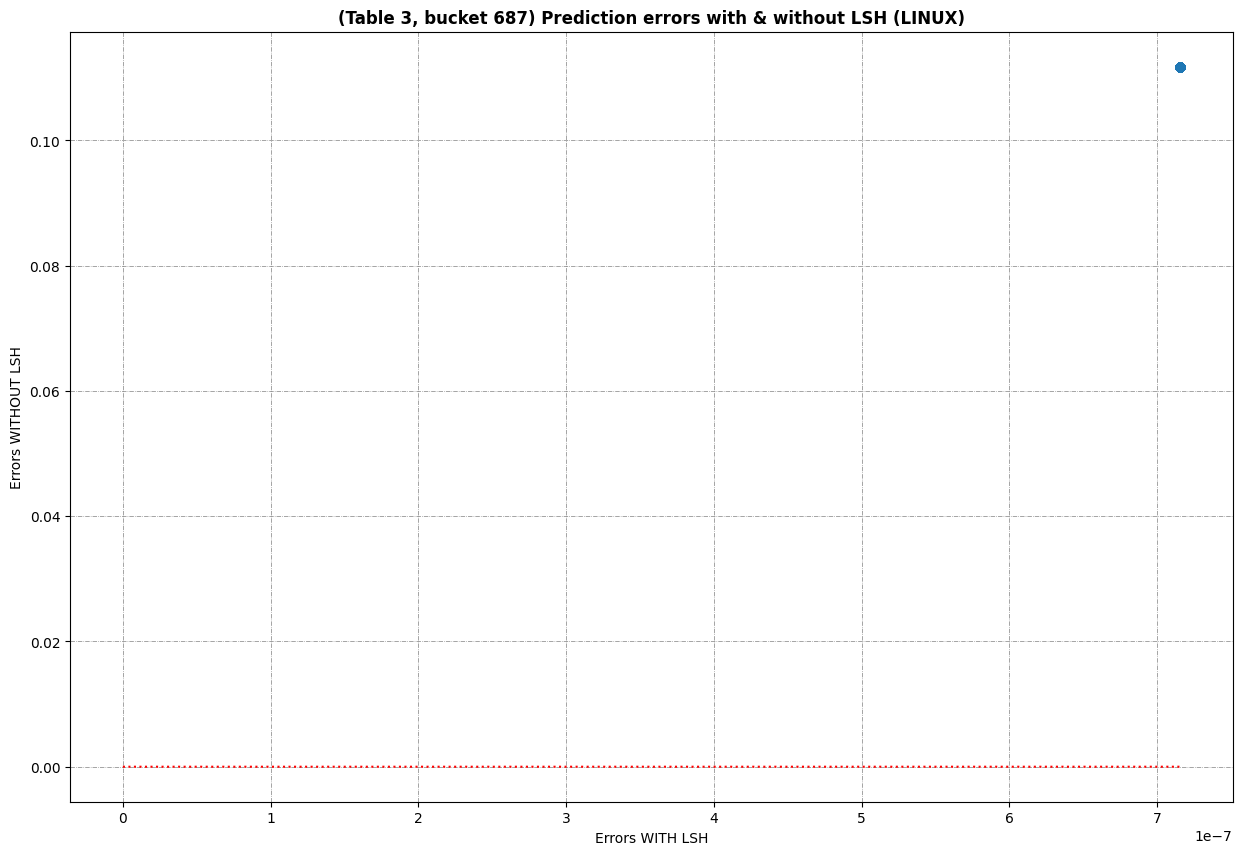 (Table 3, bucket 687) Prediction errors with & without LSH (LINUX)
Errors WITHOUT LSH
0.10
0.08
0.06
0.04
0.02
0.00
0 1 2 3 4 5 6 7
1e−7
Errors WITH LSH